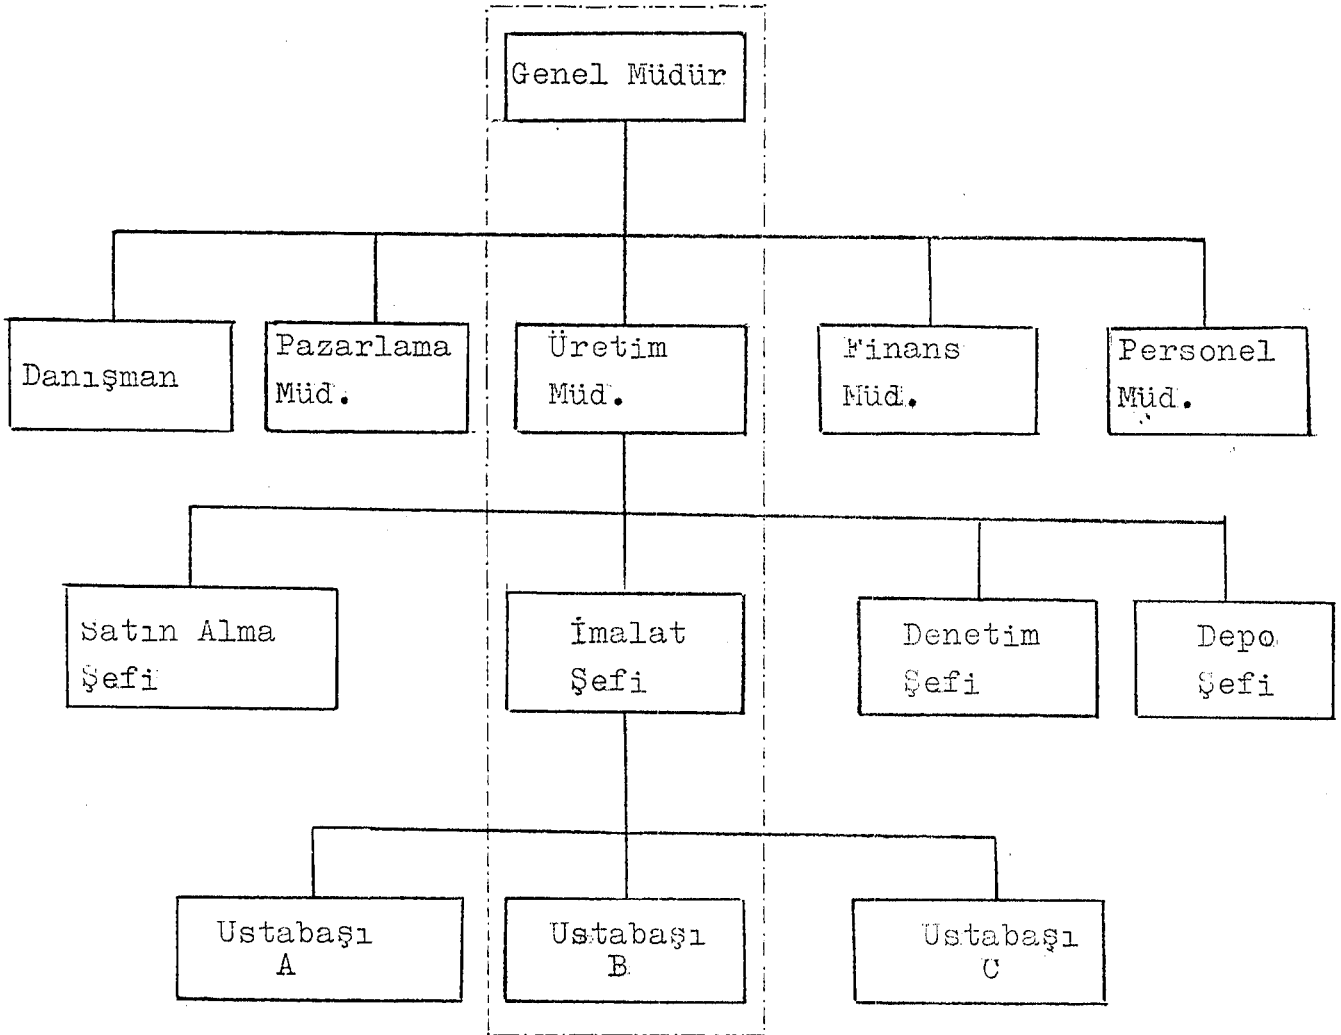 Genel Müdür
Danışman
Pazarlama
Müd.
Üretim
Müd.
Finans
Müd.
Personel
Müd.
Satın Alma
Şefi
İmalat
Şefi
Denetim
Şefi
Depo
Şefi
Ustabaşı
A
Ustabaşı
B
Ustabaşı
C